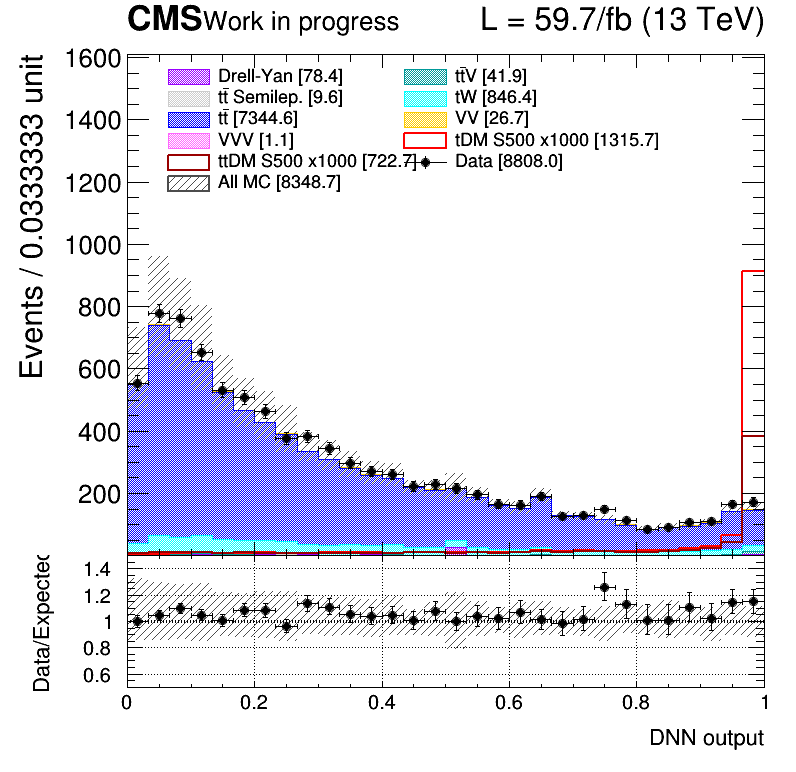 CMS Work in progress L = 59.7/fb (13 TeV)
Events / 0.0333333 unit
1600
1400
1200
1000
800
600
400
200
Drell-Yan [78.4]
tt̄ Semilep. [9.6]
tt̄ [7344.6]
VVV [1.1]
ttDM S500 x1000 [722.7]
All MC [8348.7]
tt̄V [41.9]
tW [846.4]
VV [26.7]
tDM S500 x1000 [1315.7]
Data [8808.0]
Data/Expected
1.4
1.2
1
0.8
0.6
0 0.2 0.4 0.6 0.8 1
DNN output